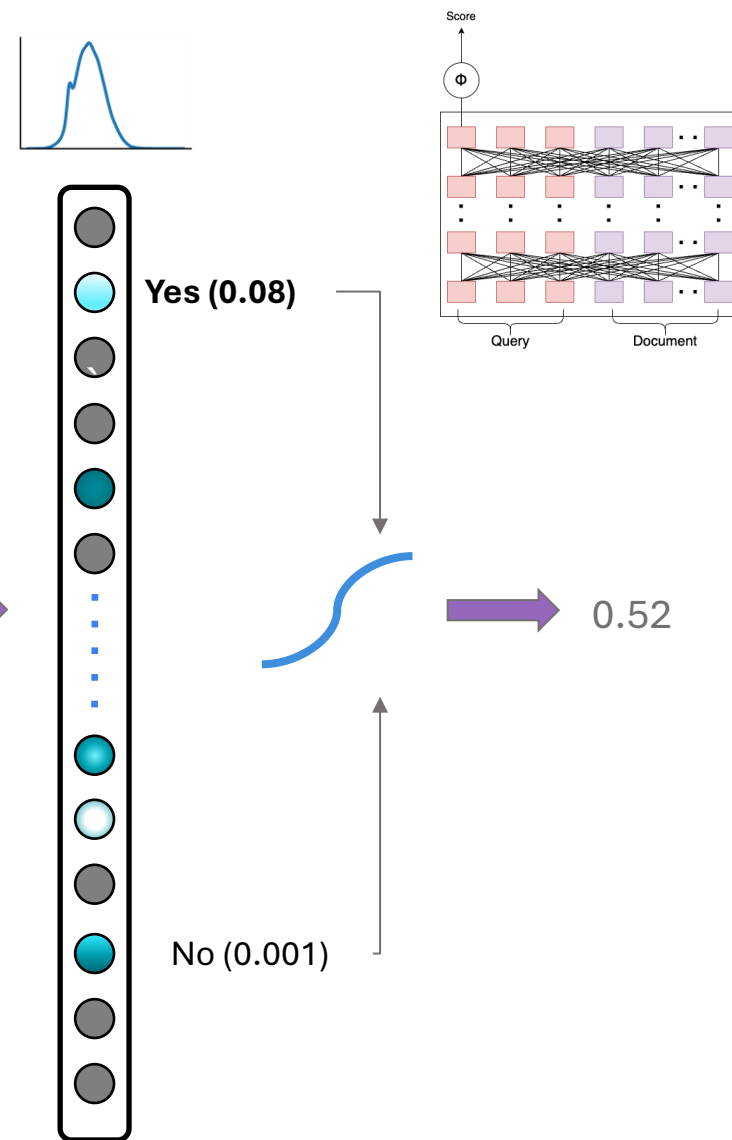 Score
Φ
Query
Document
Yes (0.08)
0.52
No (0.001)